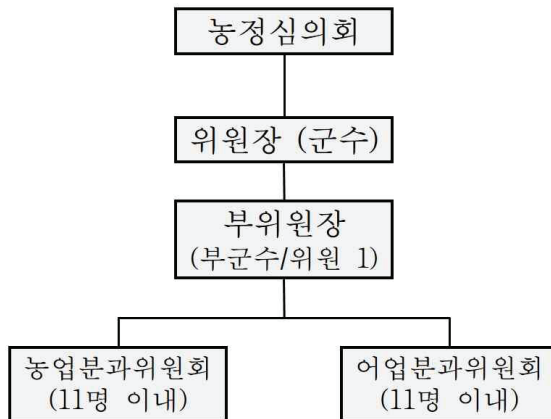 농정심의회
위원장 (군수)
부위원장
(부군수/위원 1)
농업분과위원회
(11명 이내)
어업분과위원회
(11명 이내)